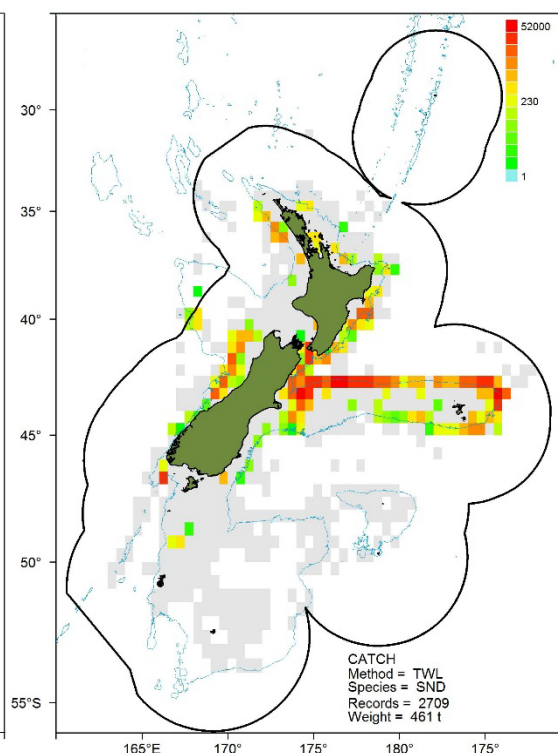 52000
230
1
30°
35°
40°
45°
50°
55°S
CATCH
Method = TWL
Species = SND
Records = 2709
Weight = 461 t
165°E
170°
175°
180°
175°